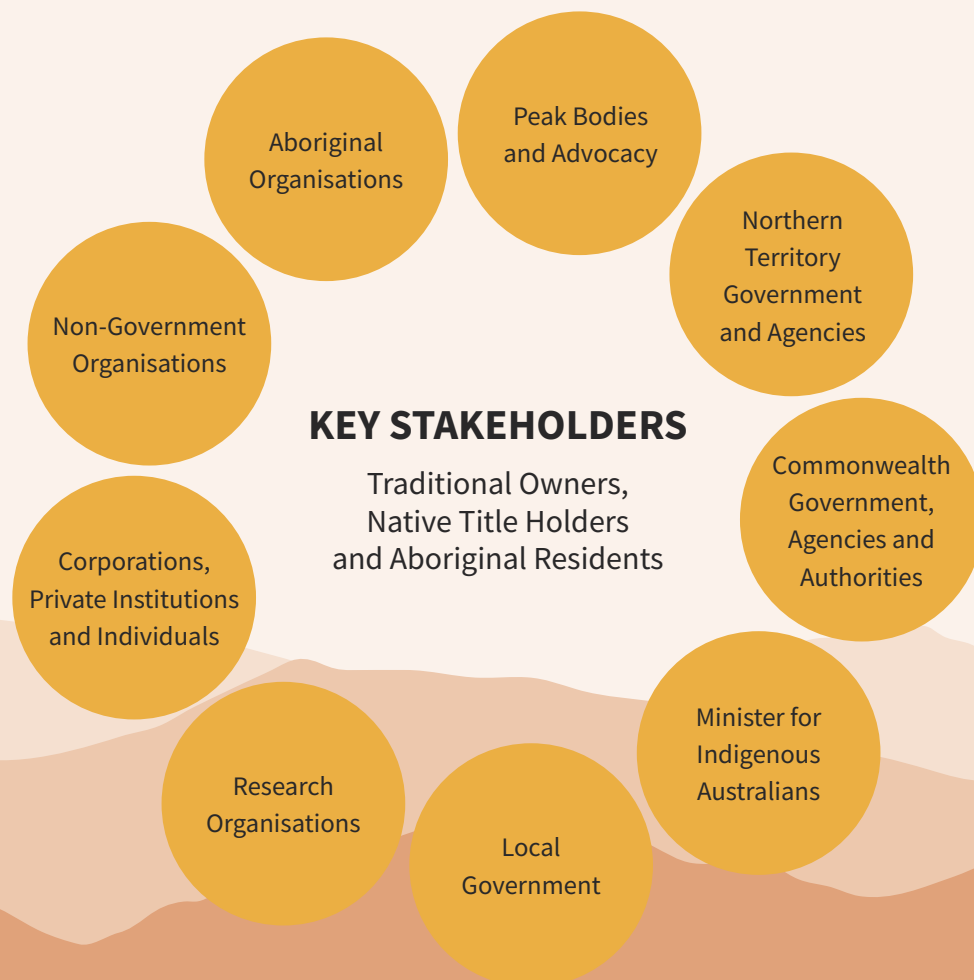 Peak Bodies
and Advocacy
Aboriginal
Organisations
Northern
Territory
Government
and Agencies
Non-Government
Organisations
KEY STAKEHOLDERS
Traditional Owners,
Native Title Holders
and Aboriginal Residents
Commonwealth
Government,
Agencies and
Authorities
Corporations,
Private Institutions
and Individuals
Minister for
Indigenous
Australians
Research
Organisations
Local
Government